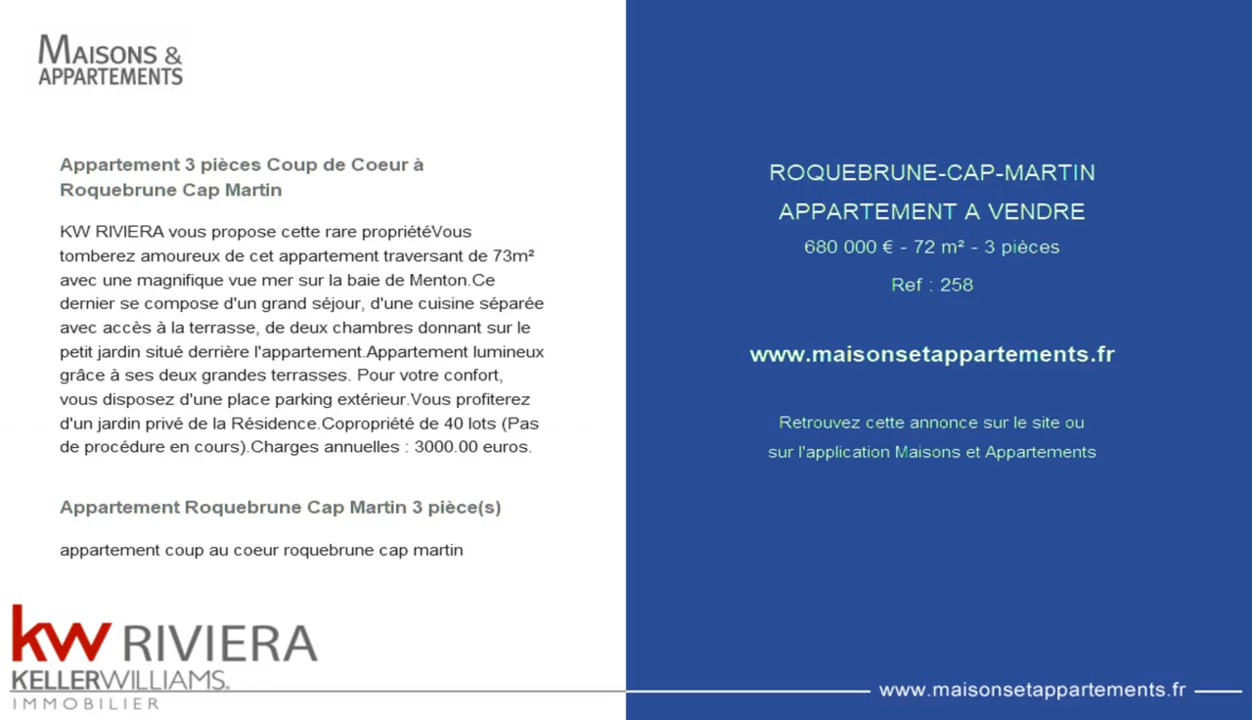 MAISONS &
APPARTEMENTS
Appartement 3 pièces Coup de Coeur à
Roquebrune Cap Martin
KW RIVIERA vous propose cette rare propriétéVous
tomberez amoureux de cet appartement traversant de 73m²
avec une magnifique vue mer sur la baie de Menton.Ce
dernier se compose d'un grand séjour, d'une cuisine séparée
avec accès à la terrasse, de deux chambres donnant sur le
petit jardin situé derrière l'appartement.Appartement lumineux
grâce à ses deux grandes terrasses. Pour votre confort,
vous disposez d'une place parking extérieur.Vous profiterez
d'un jardin privé de la Résidence.Copropriété de 40 lots (Pas
de procédure en cours).Charges annuelles : 3000.00 euros.
Appartement Roquebrune Cap Martin 3 pièce(s)
appartement coup au coeur roquebrune cap martin
kw RIVIERA
KELLERWILLIAMS.
IMMOBILIER
ROQUEBRUNE-CAP-MARTIN
APPARTEMENT A VENDRE
680 000 € - 72 m² - 3 pièces
Ref : 258
www.maisonsetappartements.fr
Retrouvez cette annonce sur le site ou
sur l'application Maisons et Appartements
www.maisonsetappartements.fr